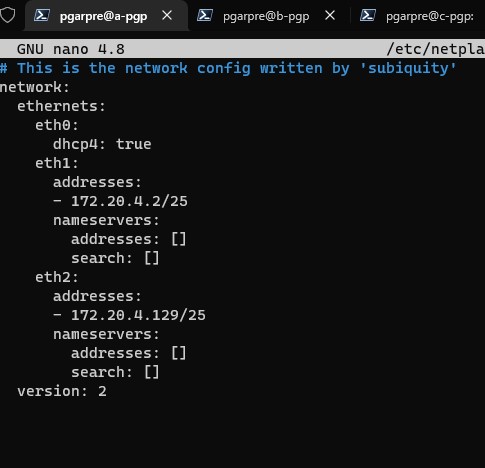 pgarpre@a-pgp
pgarpre@b-pgp
pgarpre@c-pgp:
GNU nano 4.8 /etc/netpla
# This is the network config written by 'subiquity'
network:
  ethernets:
    eth0:
      dhcp4: true
    eth1:
      addresses:
      - 172.20.4.2/25
      nameservers:
        addresses: []
        search: []
    eth2:
      addresses:
      - 172.20.4.129/25
      nameservers:
        addresses: []
        search: []
  version: 2